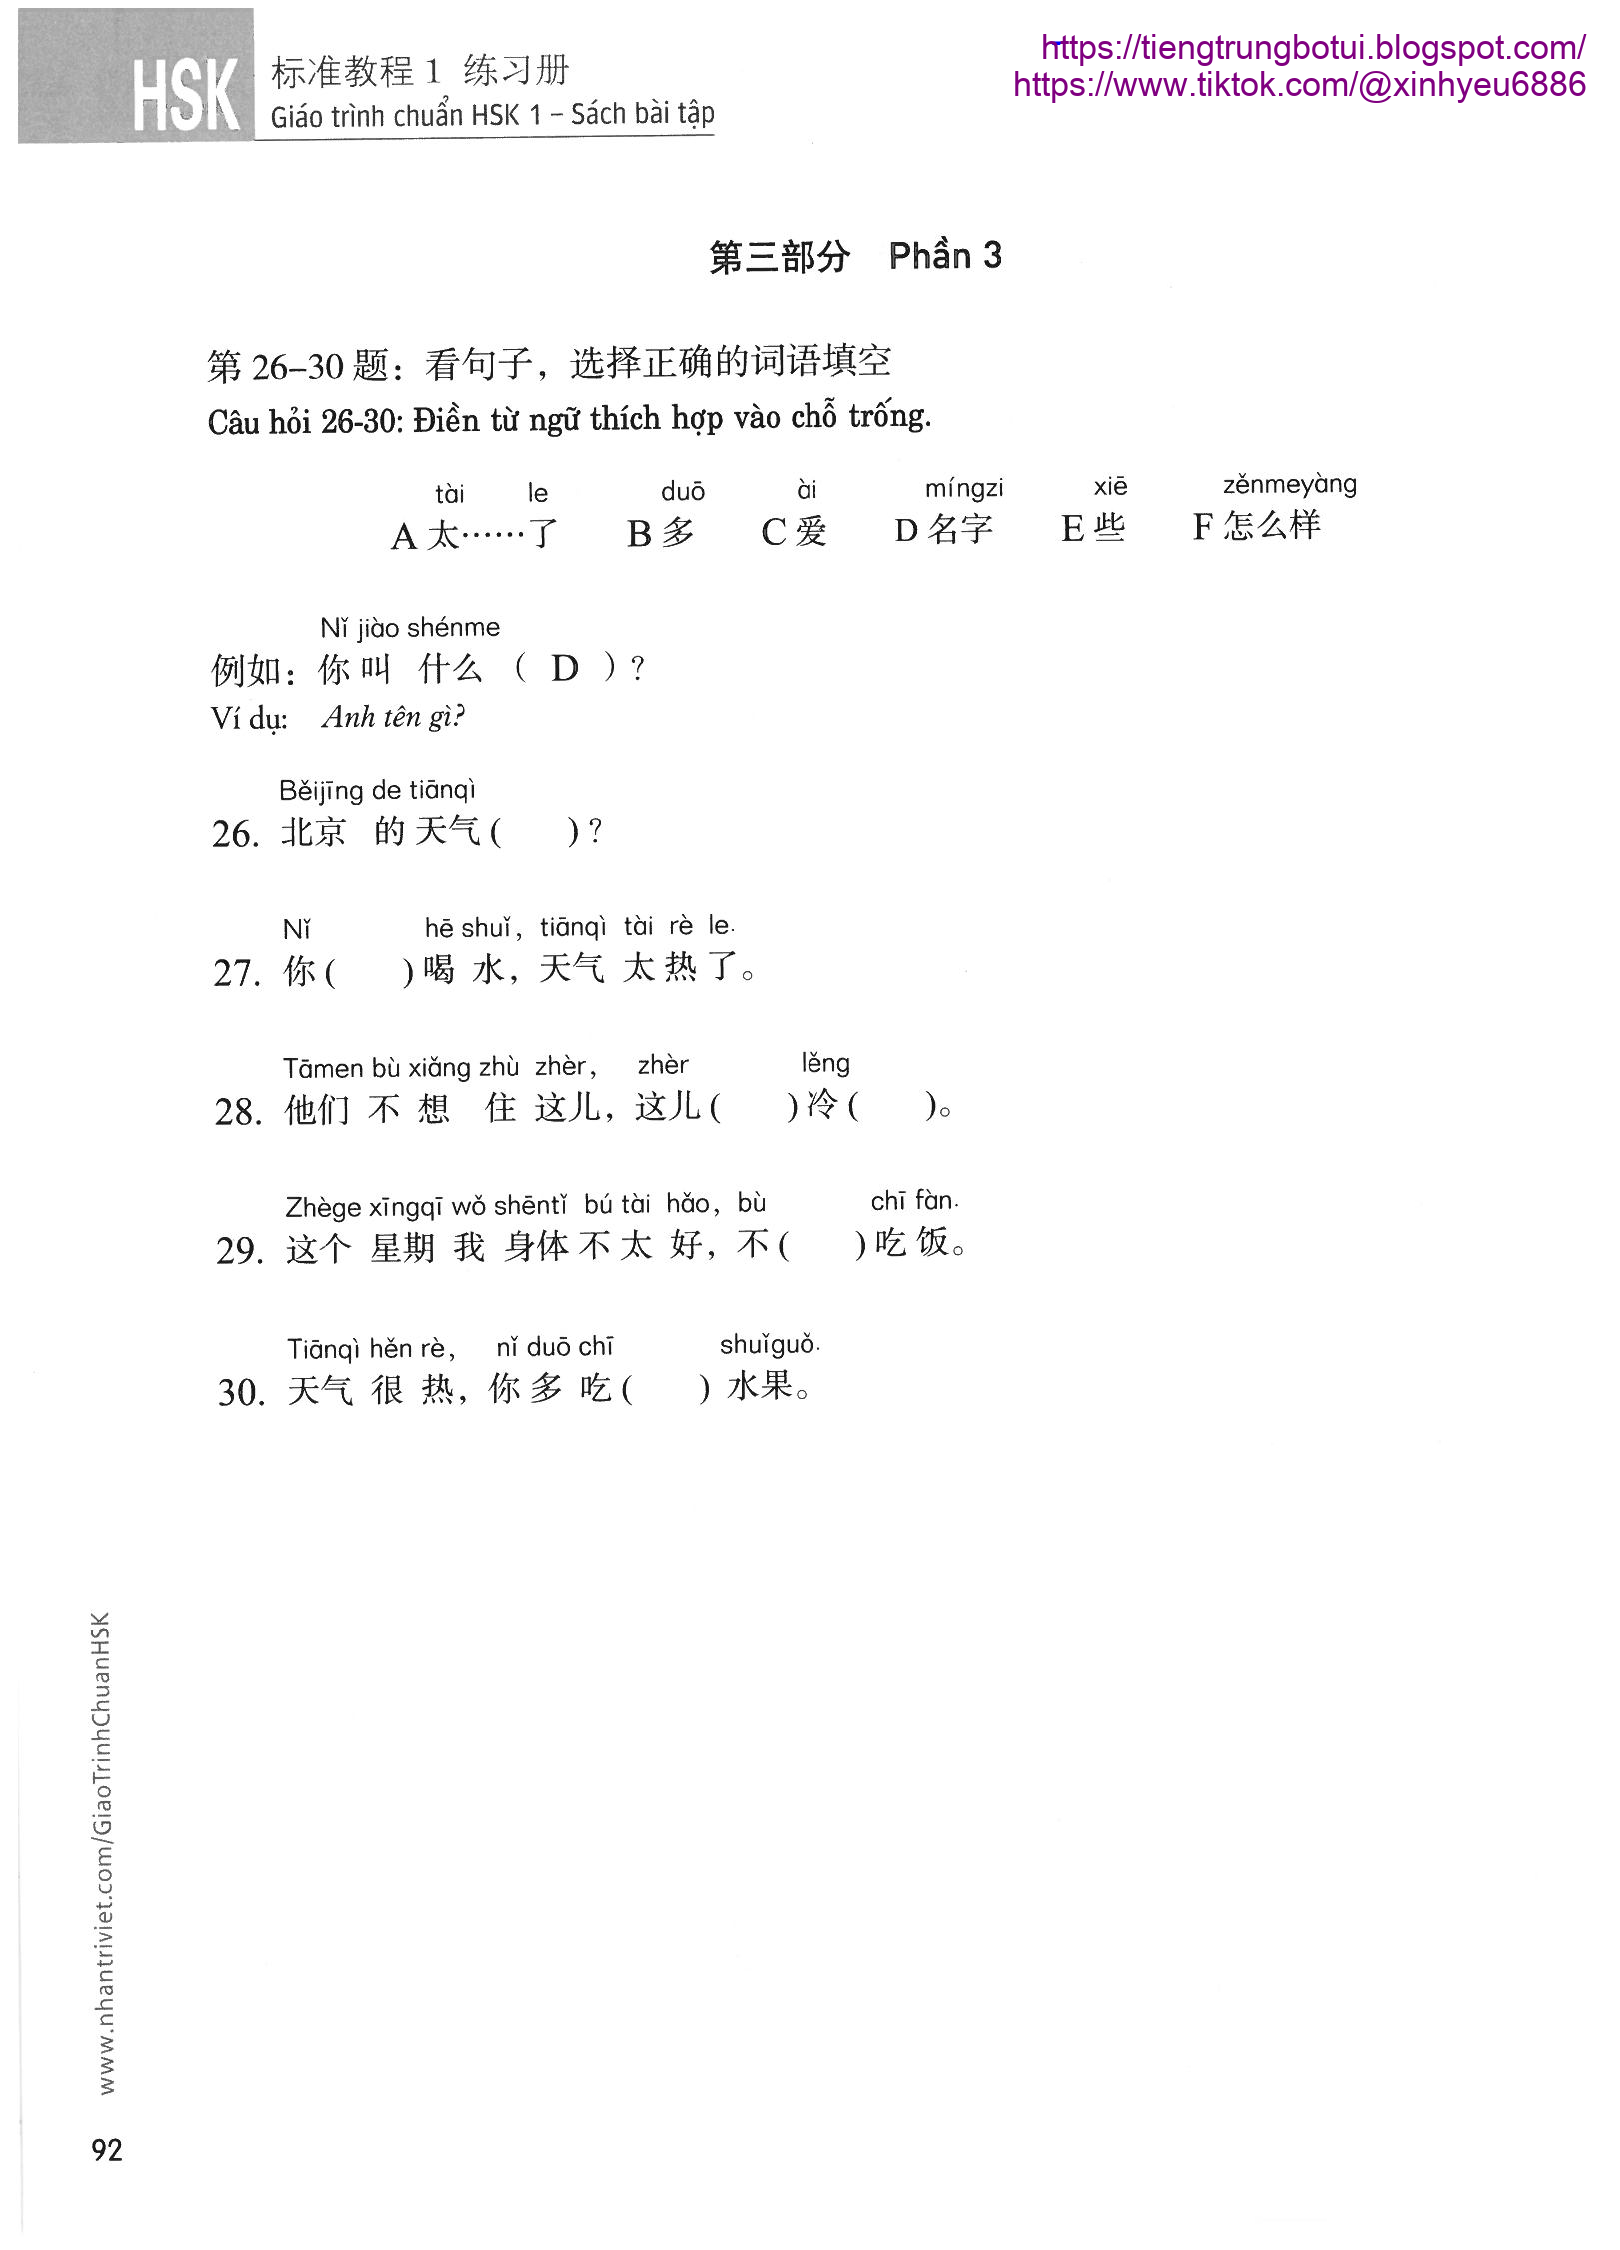 https://tiengtrungbotui.blogspot.com/
https://www.tiktok.com/@xinhyeu6886
HSK
标准教程 1 练习册
Giáo trình chuẩn HSK 1 – Sách bài tập
第三部分 Phần 3
第 26–30 题：看句子，选择正确的词语填空
Câu hỏi 26-30: Điền từ ngữ thích hợp vào chỗ trống.
tài le duō ài míngzi xiē zěnmeyàng
A 太……了 B 多 C 爱 D 名字 E 些 F 怎么样
Nǐ jiào shénme
例如：你 叫 什么 （ D ）？
Ví dụ: Anh tên gì?
Běijīng de tiānqì
26. 北京 的 天气 ( )？
Nǐ hē shuǐ, tiānqì tài rè le.
27. 你 ( ) 喝 水，天气 太 热 了。
Tāmen bù xiǎng zhù zhèr, zhèr lěng
28. 他们 不 想 住 这儿，这儿 ( ) 冷 ( )。
Zhège xīngqī wǒ shēntǐ bú tài hǎo, bù chī fàn.
29. 这个 星期 我 身体 不 太 好，不 ( ) 吃 饭。
Tiānqì hěn rè, nǐ duō chī shuǐguǒ.
30. 天气 很 热，你 多 吃 ( ) 水果。
www.nhantriviet.com/GiaoTrinhChuanHSK
92